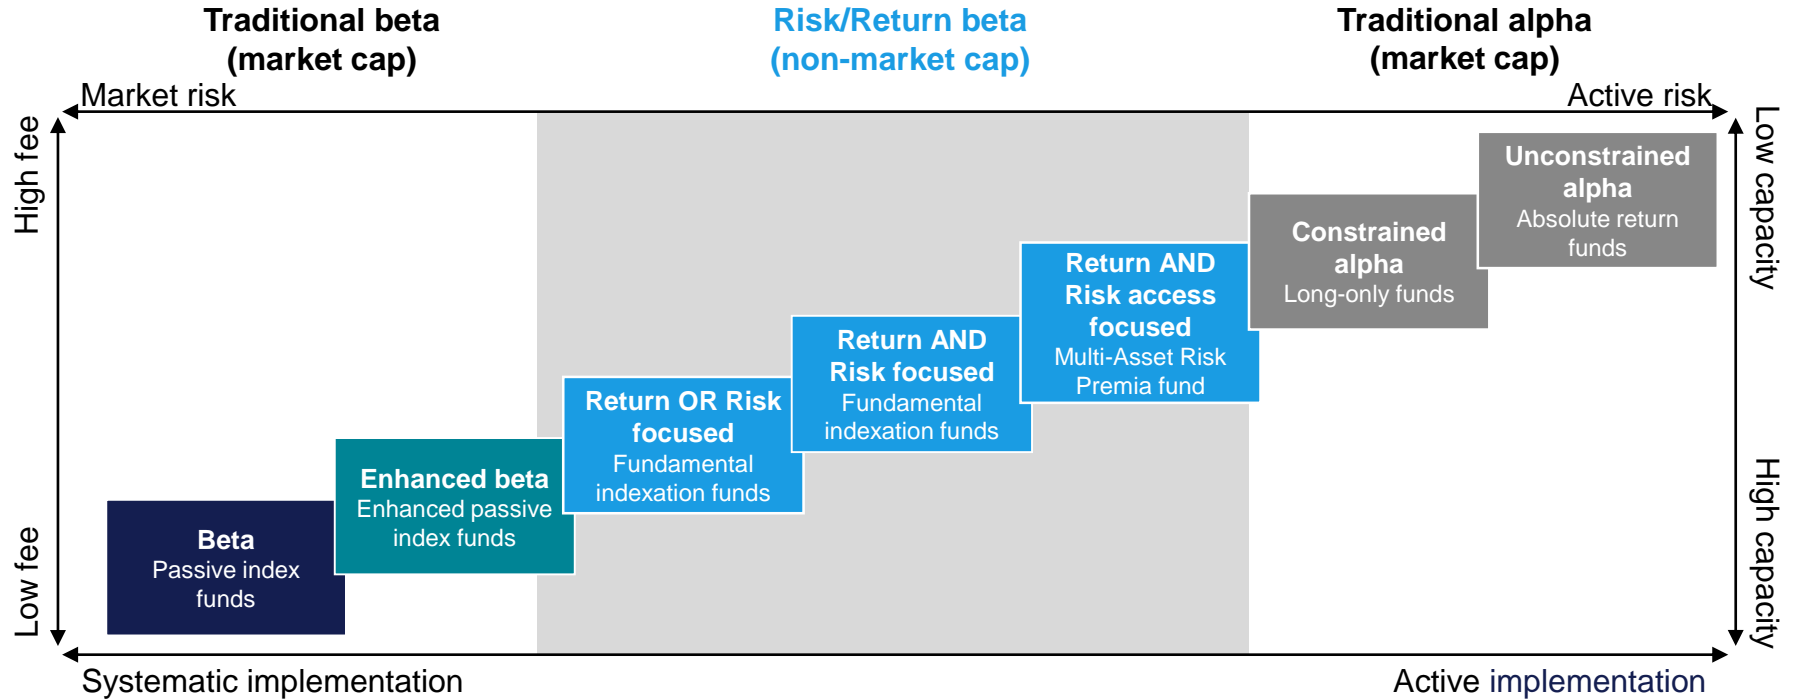 Traditional beta
(market cap)
Risk/Return beta
(non-market cap)
Traditional alpha
(market cap)
Market risk
Active risk
High fee
Low fee
Low capacity
High capacity
Unconstrained
alpha
Absolute return
funds
Constrained
alpha
Long-only funds
Return AND
Risk access
focused
Multi-Asset Risk
Premia fund
Return AND
Risk focused
Fundamental
indexation funds
Return OR Risk
focused
Fundamental
indexation funds
Enhanced beta
Enhanced passive
index funds
Beta
Passive index
funds
Systematic implementation
Active implementation